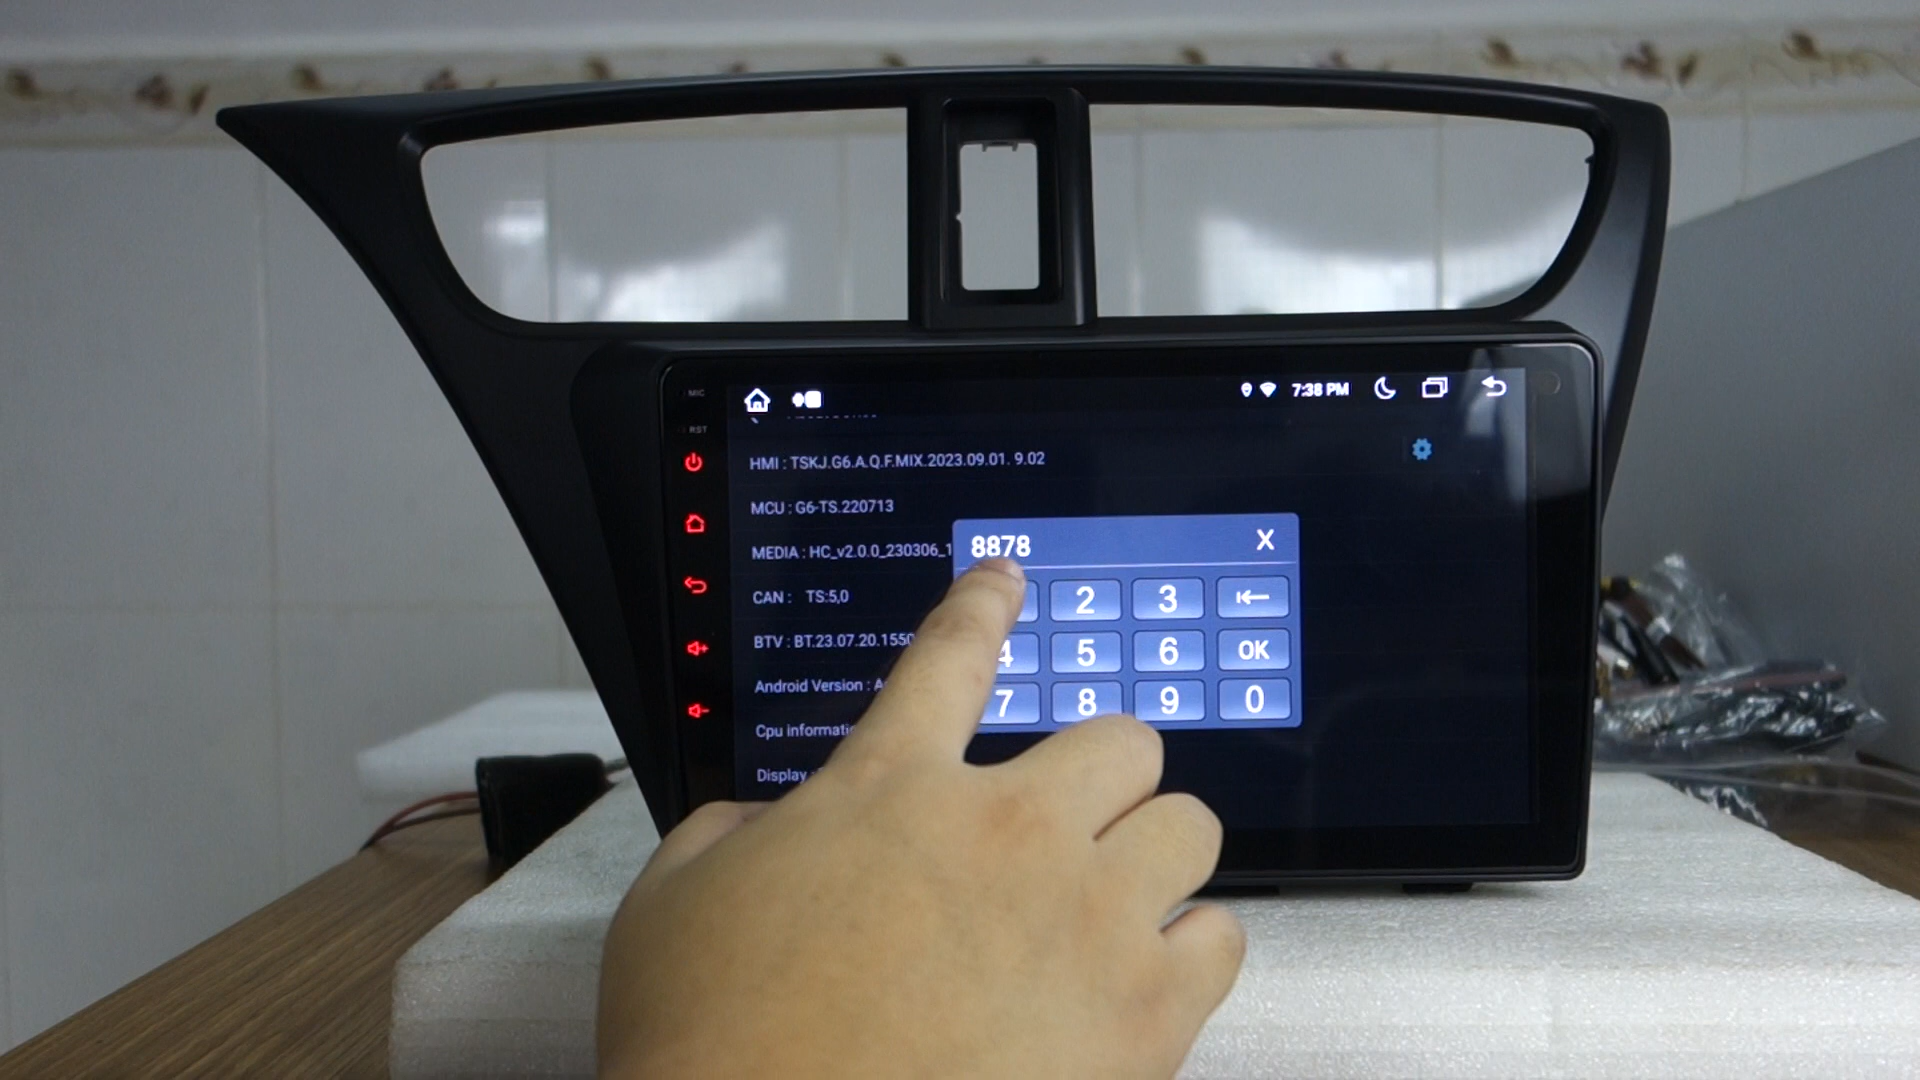 MIC
7:38 PM
RST
HMI : TSKJ.G6.A.Q.F.MIX.2023.09.01. 9.02
MCU : G6-TS.220713
8878 X
MEDIA : HC_v2.0.0_230306_1
2 3
CAN : TS:5,0
BTV : BT.23.07.20.1550
4 5 6 OK
Android Version :
7 8 9 0
Cpu
Display